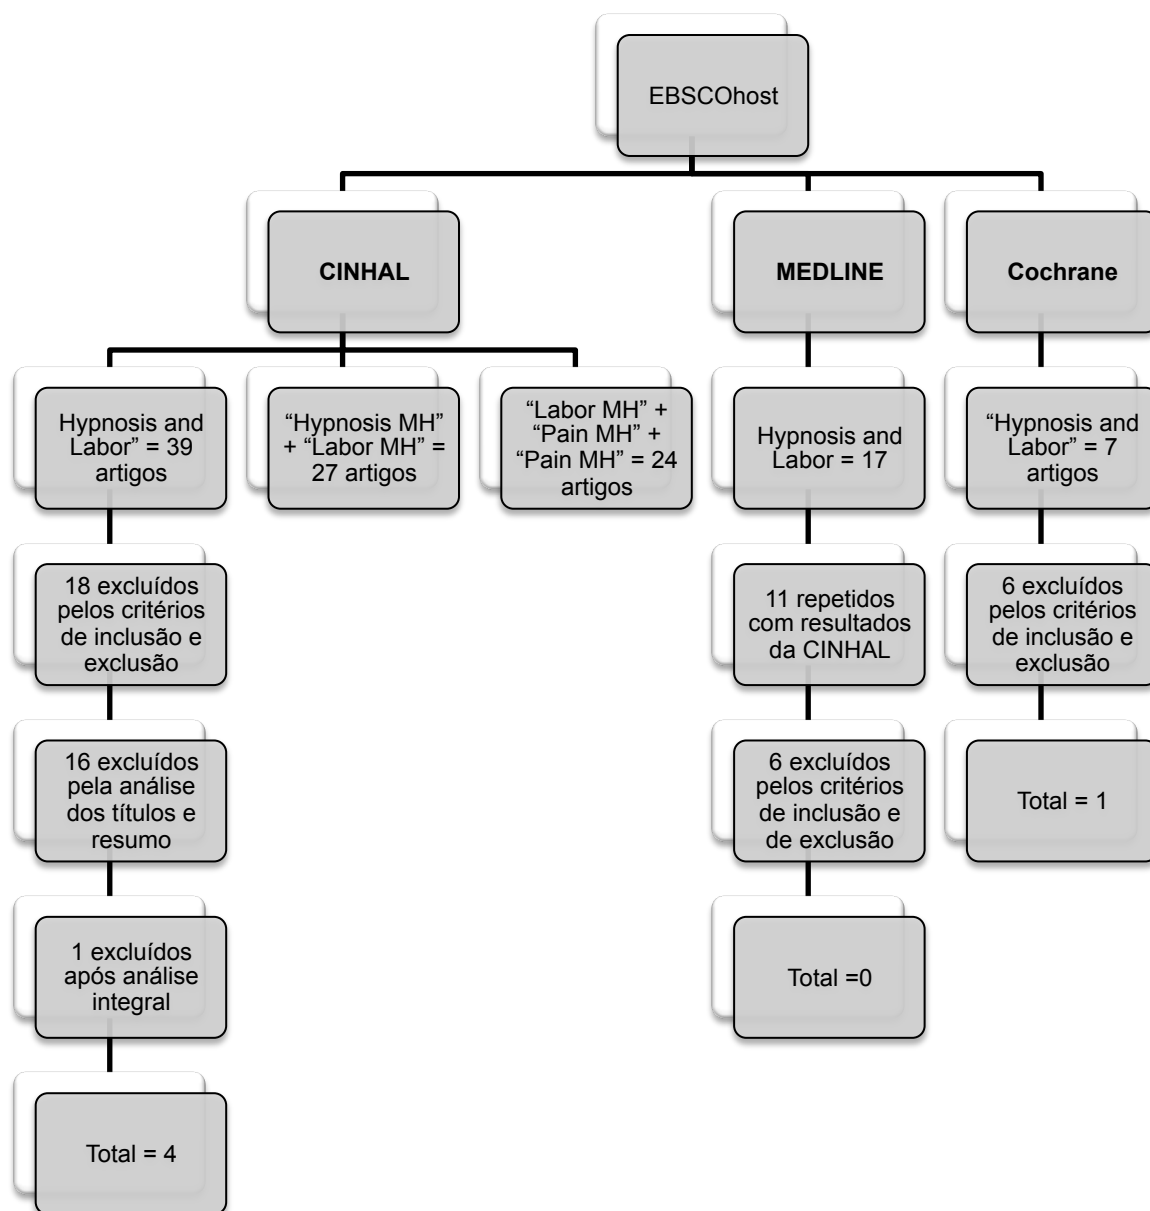 EBSCOhost
CINHAL
MEDLINE
Cochrane
Hypnosis and
Labor” = 39
artigos
“Hypnosis MH”
+ “Labor MH” =
27 artigos
“Labor MH” +
“Pain MH” +
“Pain MH” = 24
artigos
Hypnosis and
Labor = 17
“Hypnosis and
Labor” = 7
artigos
18 excluídos
pelos critérios
de inclusão e
exclusão
11 repetidos
com resultados
da CINHAL
6 excluídos
pelos critérios
de inclusão e
exclusão
16 excluídos
pela análise
dos títulos e
resumo
6 excluídos
pelos critérios
de inclusão e
de exclusão
Total = 1
1 excluídos
após análise
integral
Total =0
Total = 4